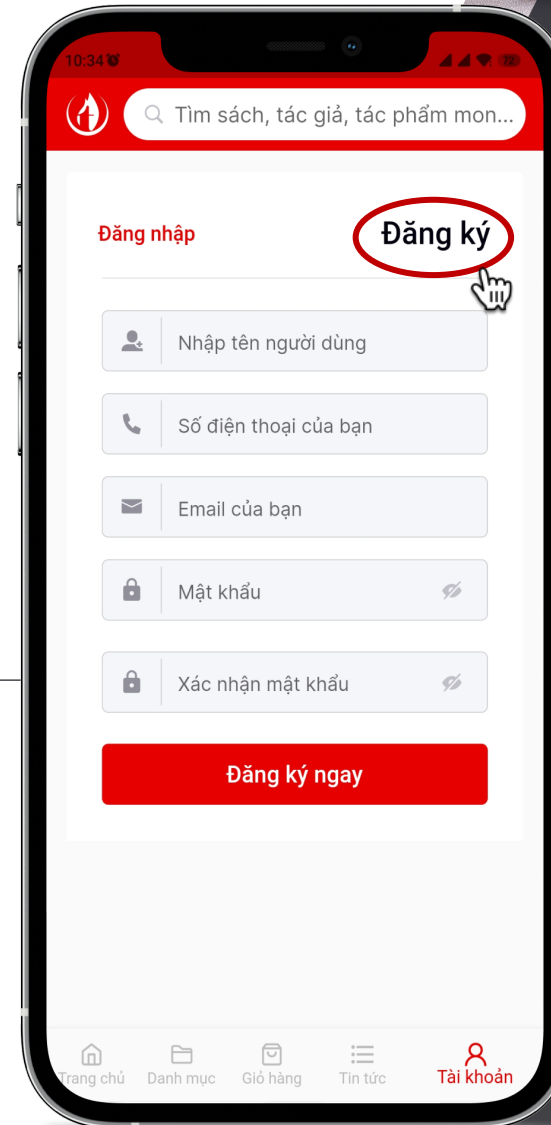 10:34
72
Tìm sách, tác giả, tác phẩm mon...
Đăng nhập
Đăng ký
Nhập tên người dùng
Số điện thoại của bạn
Email của bạn
Mật khẩu
Xác nhận mật khẩu
Đăng ký ngay
Trang chủ
Danh mục
Giỏ hàng
Tin tức
Tài khoản